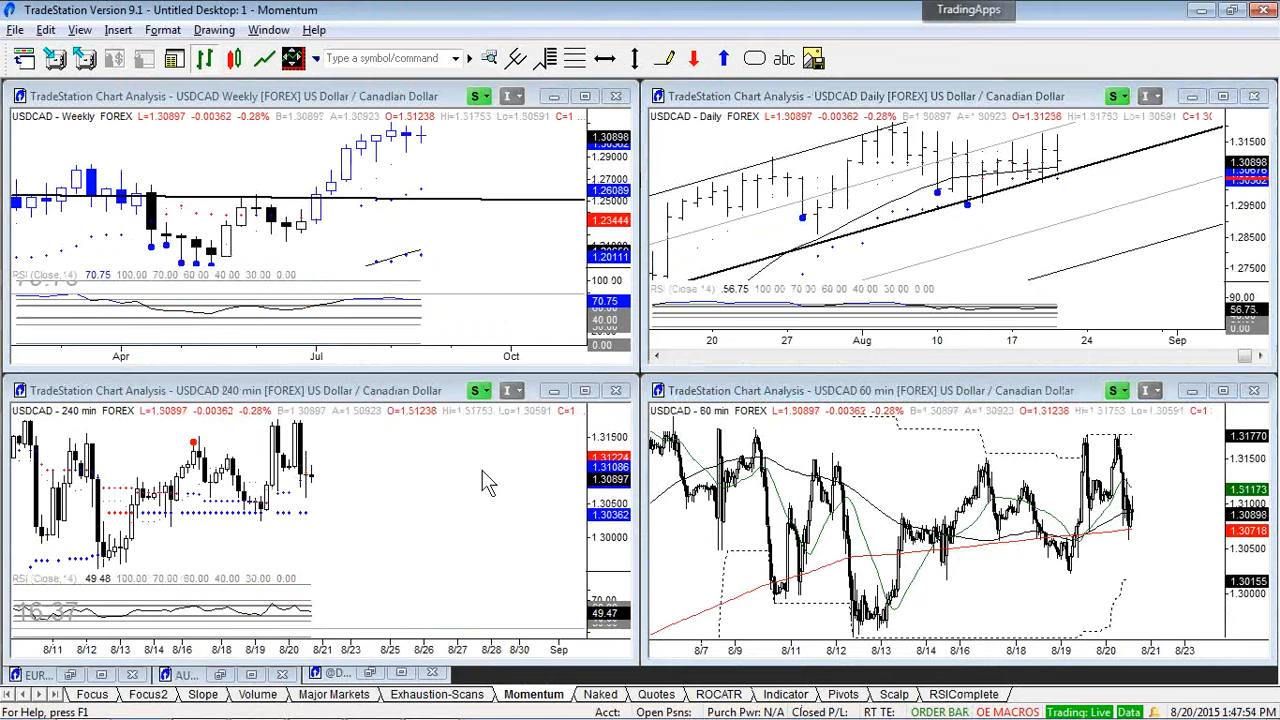 TradeStation Version 9.1 - Untitled Desktop: 1 - Momentum
TradingApps
File Edit View Insert Format Drawing Window Help
Type a symbol/command
abc
TradeStation Chart Analysis - USDCAD Weekly [FOREX] US Dollar / Canadian Dollar
S
I
USDCAD - Weekly FOREX L=1.30897 -0.00362 -0.28% B=1.30897 A=1.30923 O=1.31238 Hi=1.31753 Lo=1.30591 C=1
1.30898
1.29000
1.27000
1.26089
1.25000
1.23444
1.20111
RSI (Close,14) 70.75 100.00 70.00 60.00 40.00 30.00 0.00
100.00
70.75
40.00
0.00
Apr Jul Oct
TradeStation Chart Analysis - USDCAD Daily [FOREX] US Dollar / Canadian Dollar
S
I
USDCAD - Daily FOREX L=1.30897 -0.00362 -0.28% B=1.30897 A=1.30923 O=1.31238 Hi=1.31753 Lo=1.30591 C=1.30
1.31500
1.30898
1.30676
1.30362
1.29500
1.28500
1.27500
RSI (Close,14) 56.75 100.00 70.00 60.00 40.00 30.00 0.00
90.00
56.73
0.00
20 27 Aug 10 17 24 Sep
TradeStation Chart Analysis - USDCAD 240 min [FOREX] US Dollar / Canadian Dollar
S
I
USDCAD - 240 min FOREX L=1.30897 -0.00362 -0.28% B=1.30897 A=1.30923 O=1.31238 Hi=1.31753 Lo=1.30591 C=1
1.31500
1.31224
1.31086
1.30897
1.30500
1.30362
1.30000
RSI (Close,14) 49.48 100.00 70.00 60.00 40.00 30.00 0.00
16.37
70.00
49.47
8/11 8/12 8/13 8/14 8/16 8/17 8/18 8/19 8/20 8/21 8/23 8/24 8/25 8/26 8/27 8/28 8/30 Sep
TradeStation Chart Analysis - USDCAD 60 min [FOREX] US Dollar / Canadian Dollar
S
I
USDCAD - 60 min FOREX L=1.30897 -0.00362 -0.28% B=1.30897 A=1.30923 O=1.31238 Hi=1.31753 Lo=1.30591 C=1
1.31770
1.31500
1.31173
1.30898
1.30718
1.30500
1.30155
1.30000
8/7 8/9 8/11 8/13 8/14 8/16 8/18 8/20 8/21 8/23
EUR... AU... @D...
Focus Focus2 Slope Volume Major Markets Exhaustion-Scans Momentum Naked Quotes ROCATR Indicator Pivots Scalp RSIComplete
For Help, press F1
Acct: Open Psns: Purch Pwr: N/A Closed P/L: RT TE: ORDER BAR OE MACROS Trading: Live Data 8/20/2015 1:47:54 PM